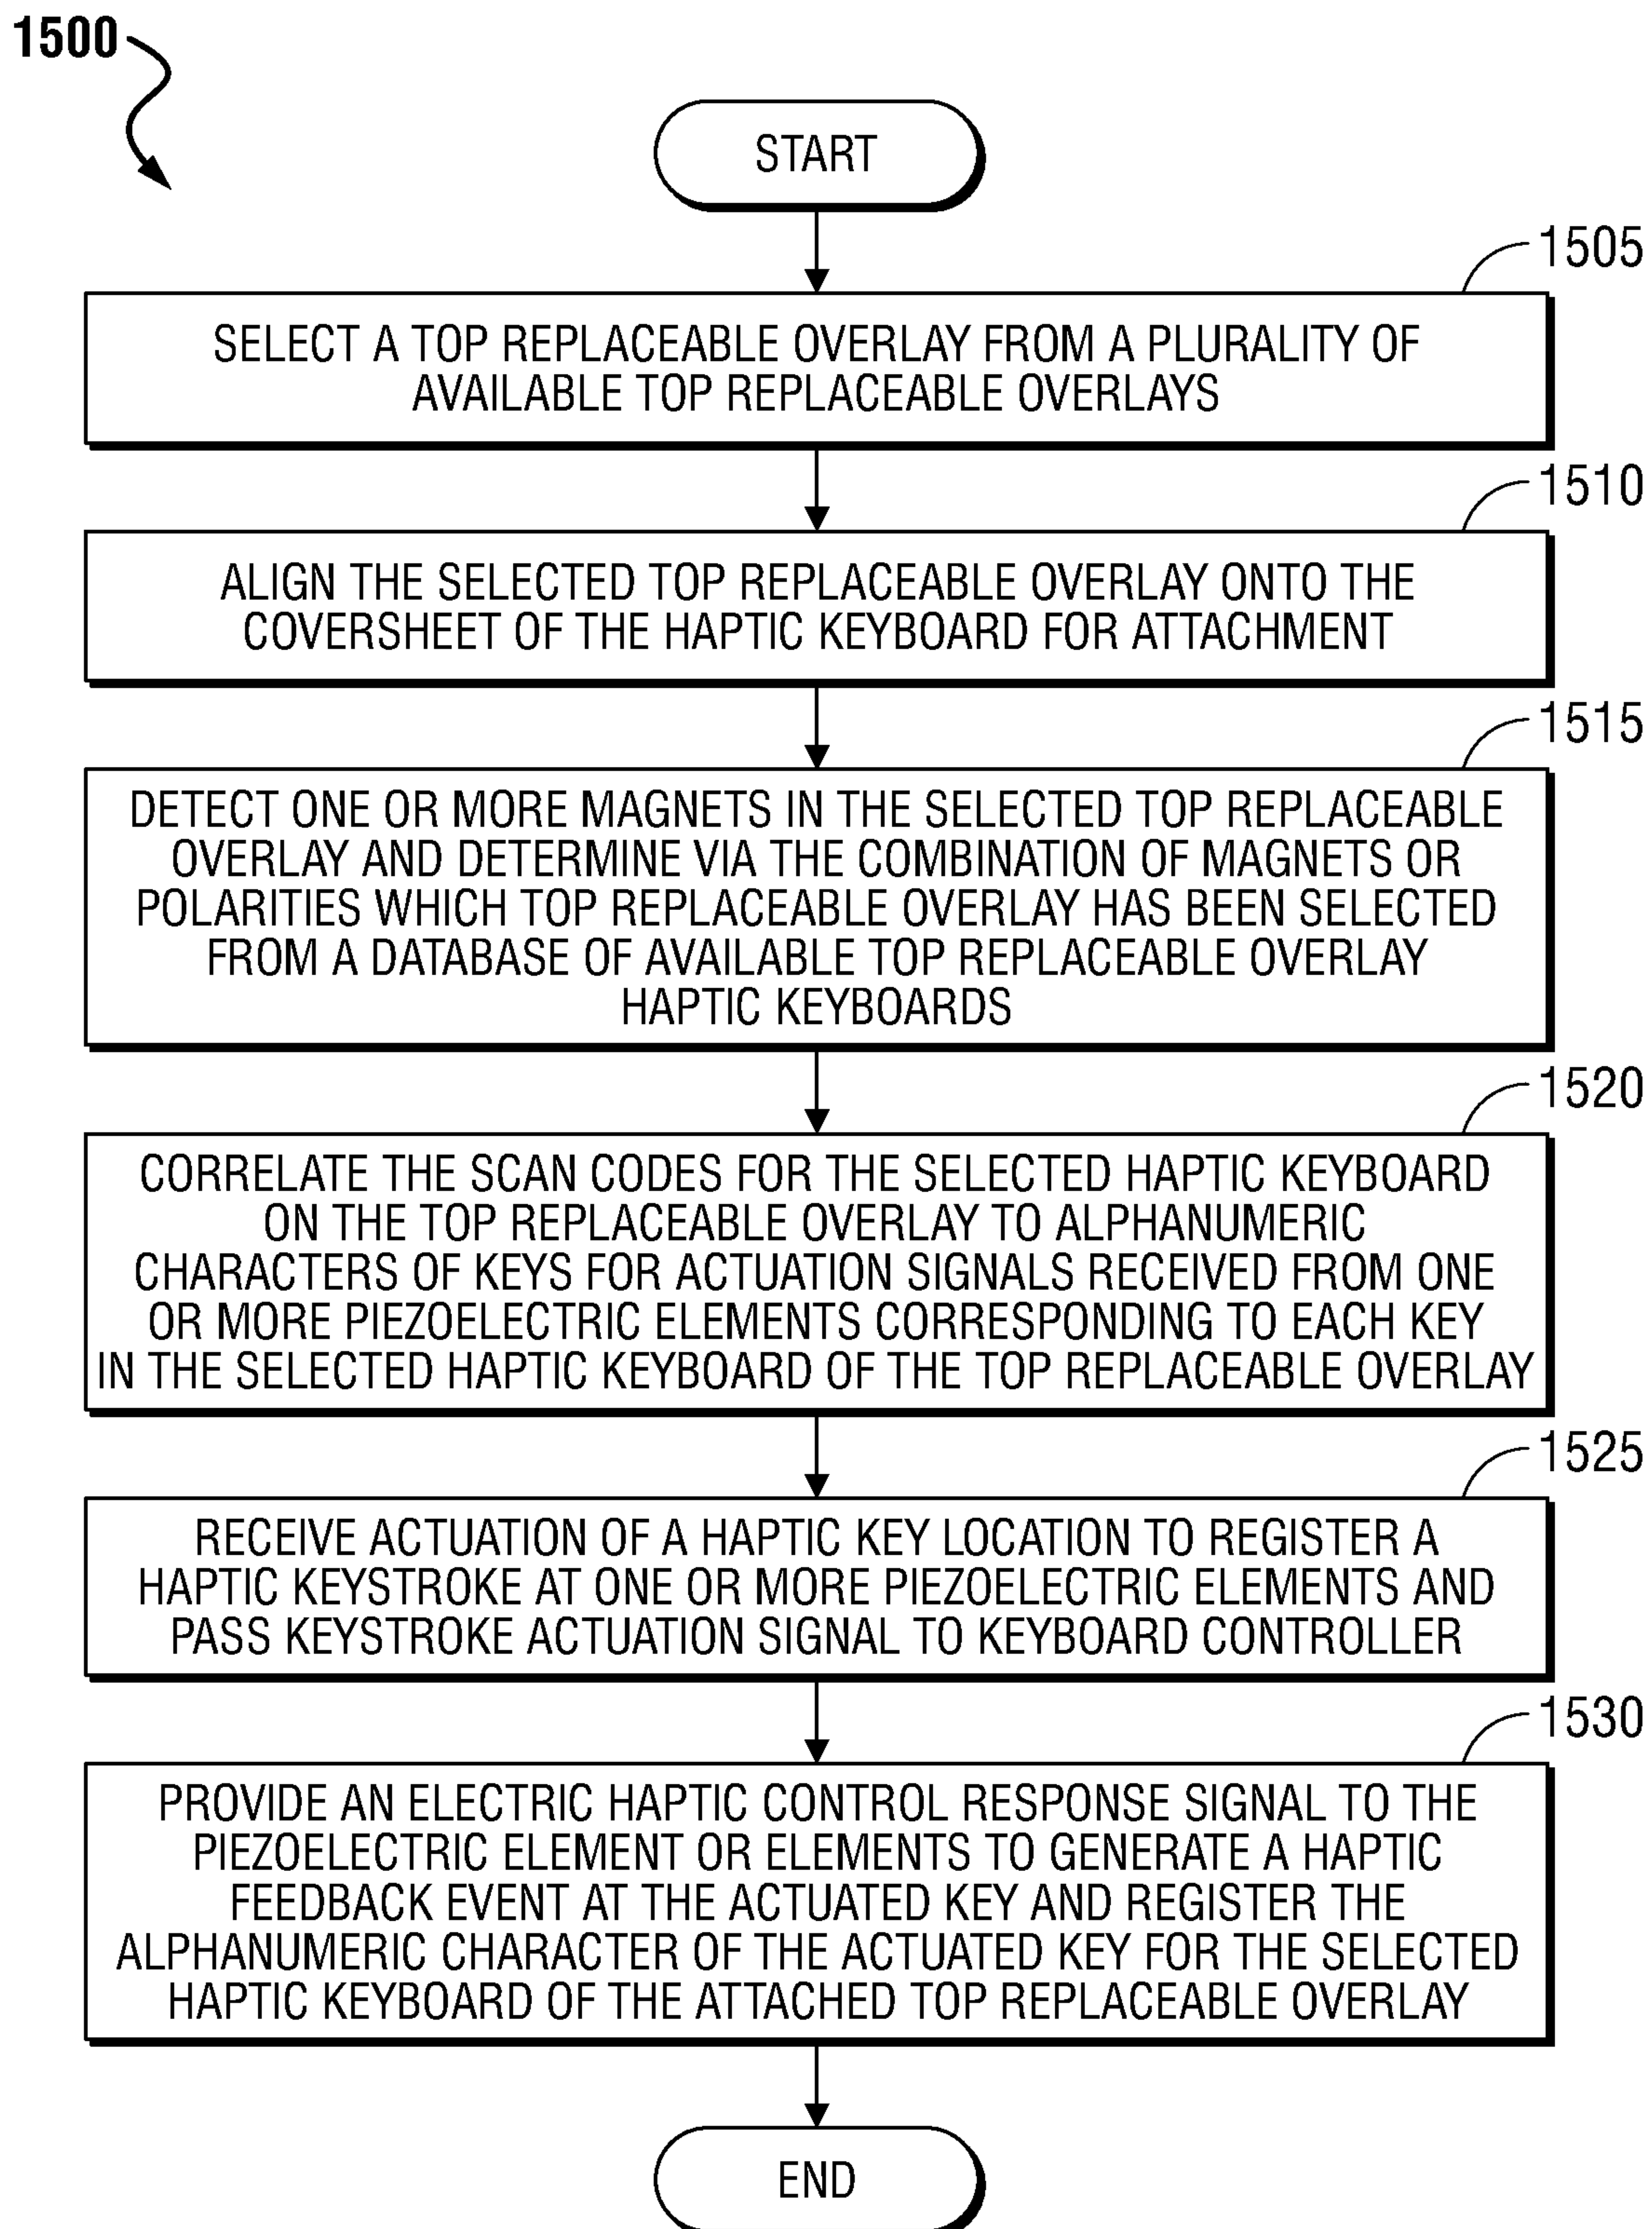 1500
START
1505
SELECT A TOP REPLACEABLE OVERLAY FROM A PLURALITY OF
AVAILABLE TOP REPLACEABLE OVERLAYS
1510
ALIGN THE SELECTED TOP REPLACEABLE OVERLAY ONTO THE
COVERSHEET OF THE HAPTIC KEYBOARD FOR ATTACHMENT
1515
DETECT ONE OR MORE MAGNETS IN THE SELECTED TOP REPLACEABLE
OVERLAY AND DETERMINE VIA THE COMBINATION OF MAGNETS OR
POLARITIES WHICH TOP REPLACEABLE OVERLAY HAS BEEN SELECTED
FROM A DATABASE OF AVAILABLE TOP REPLACEABLE OVERLAY
HAPTIC KEYBOARDS
1520
CORRELATE THE SCAN CODES FOR THE SELECTED HAPTIC KEYBOARD
ON THE TOP REPLACEABLE OVERLAY TO ALPHANUMERIC
CHARACTERS OF KEYS FOR ACTUATION SIGNALS RECEIVED FROM ONE
OR MORE PIEZOELECTRIC ELEMENTS CORRESPONDING TO EACH KEY
IN THE SELECTED HAPTIC KEYBOARD OF THE TOP REPLACEABLE OVERLAY
1525
RECEIVE ACTUATION OF A HAPTIC KEY LOCATION TO REGISTER A
HAPTIC KEYSTROKE AT ONE OR MORE PIEZOELECTRIC ELEMENTS AND
PASS KEYSTROKE ACTUATION SIGNAL TO KEYBOARD CONTROLLER
1530
PROVIDE AN ELECTRIC HAPTIC CONTROL RESPONSE SIGNAL TO THE
PIEZOELECTRIC ELEMENT OR ELEMENTS TO GENERATE A HAPTIC
FEEDBACK EVENT AT THE ACTUATED KEY AND REGISTER THE
ALPHANUMERIC CHARACTER OF THE ACTUATED KEY FOR THE SELECTED
HAPTIC KEYBOARD OF THE ATTACHED TOP REPLACEABLE OVERLAY
END